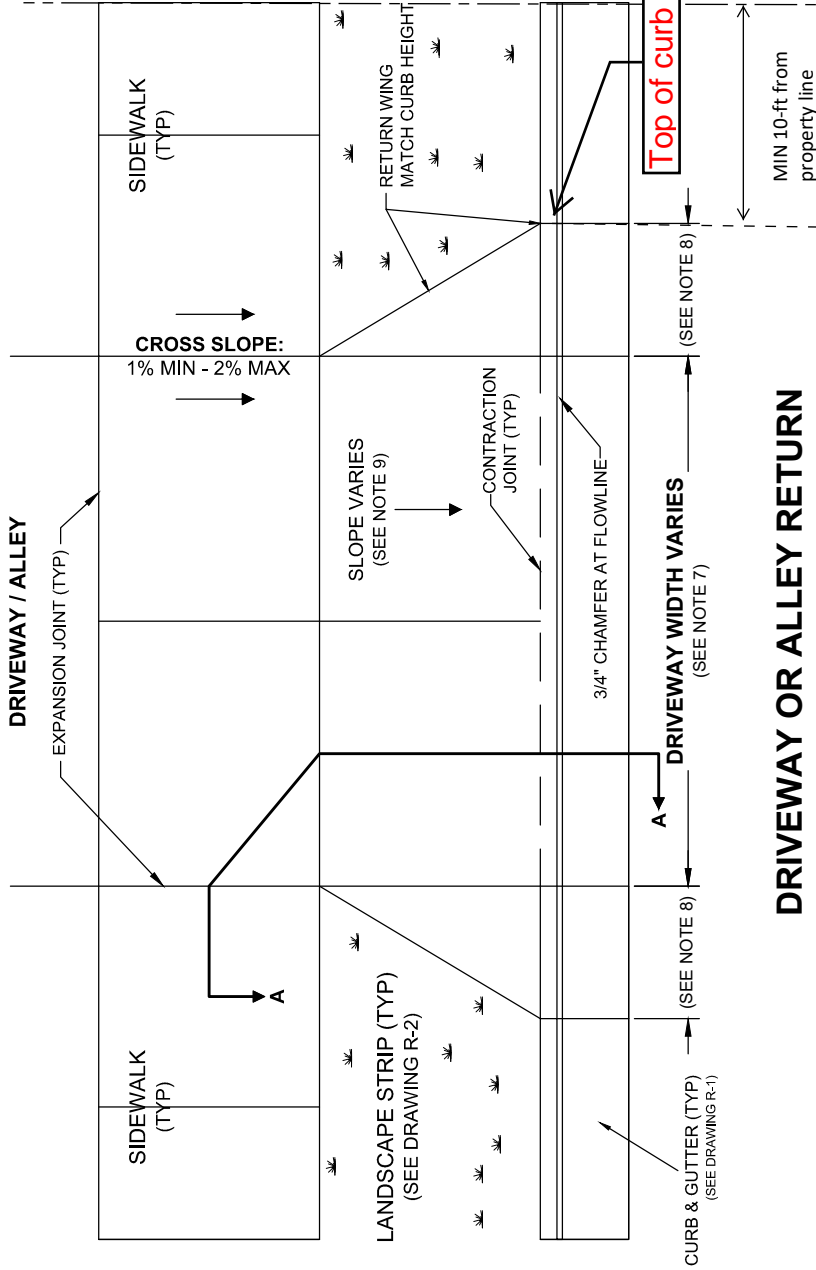 DRIVEWAY / ALLEY
EXPANSION JOINT (TYP)
SIDEWALK
(TYP)
SIDEWALK
(TYP)
CROSS SLOPE:
1% MIN - 2% MAX
RETURN WING
MATCH CURB HEIGHT
A
LANDSCAPE STRIP (TYP)
(SEE DRAWING R-2)
SLOPE VARIES
(SEE NOTE 9)
CONTRACTION
JOINT (TYP)
3/4" CHAMFER AT FLOWLINE
Top of curb
A
CURB & GUTTER (TYP)
(SEE DRAWING R-1)
(SEE NOTE 8)
DRIVEWAY WIDTH VARIES
(SEE NOTE 7)
(SEE NOTE 8)
MIN 10-ft from
property line
DRIVEWAY OR ALLEY RETURN